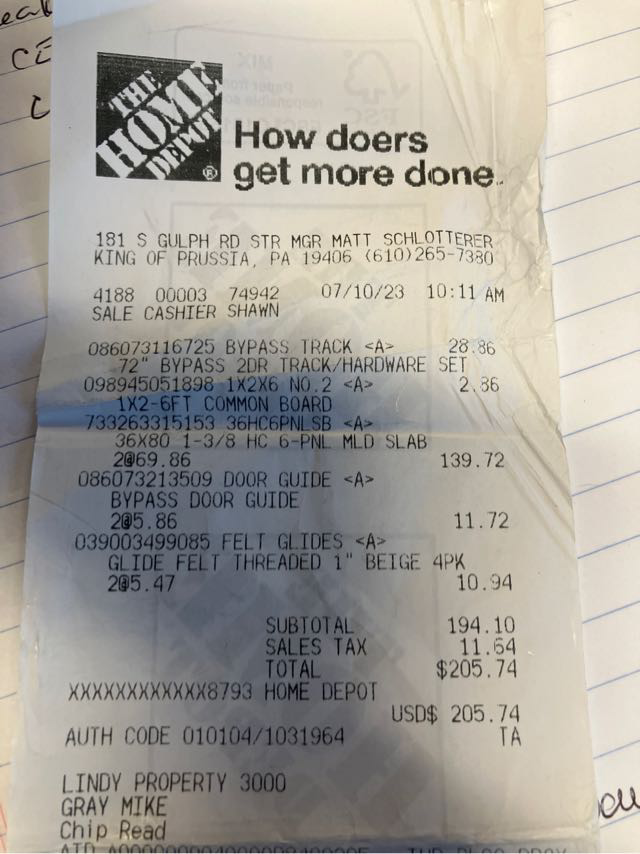 THE
HOME
DEPOT
®
How doers
get more done.
181 S GULPH RD STR MGR MATT SCHLOTTERER
KING OF PRUSSIA, PA 19406 (610)265-7380
4188 00003 74942 07/10/23 10:11 AM
SALE CASHIER SHAWN
086073116725 BYPASS TRACK <A> 28.86
72" BYPASS 2DR TRACK/HARDWARE SET
098945051898 1X2X6 NO.2 <A> 2.86
1X2-6FT COMMON BOARD
733263315153 36HC6PNLSB <A>
36X80 1-3/8 HC 6-PNL MLD SLAB
2@69.86 139.72
086073213509 DOOR GUIDE <A>
BYPASS DOOR GUIDE
2@5.86 11.72
039003499085 FELT GLIDES <A>
GLIDE FELT THREADED 1" BEIGE 4PK
2@5.47 10.94
SUBTOTAL 194.10
SALES TAX 11.64
TOTAL $205.74
XXXXXXXXXXXX8793 HOME DEPOT
USD$ 205.74
AUTH CODE 010104/1031964 TA
LINDY PROPERTY 3000
GRAY MIKE
Chip Read